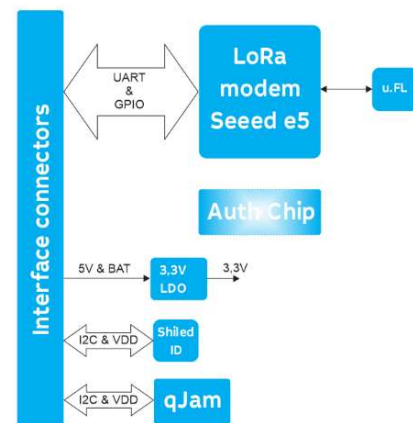 Interface connectors
UART
&
GPIO
LoRa
modem
Seeed e5
u.FL
Auth Chip
5V & BAT
3,3V
LDO
3,3V
I2C & VDD
Shiled
ID
I2C & VDD
qJam